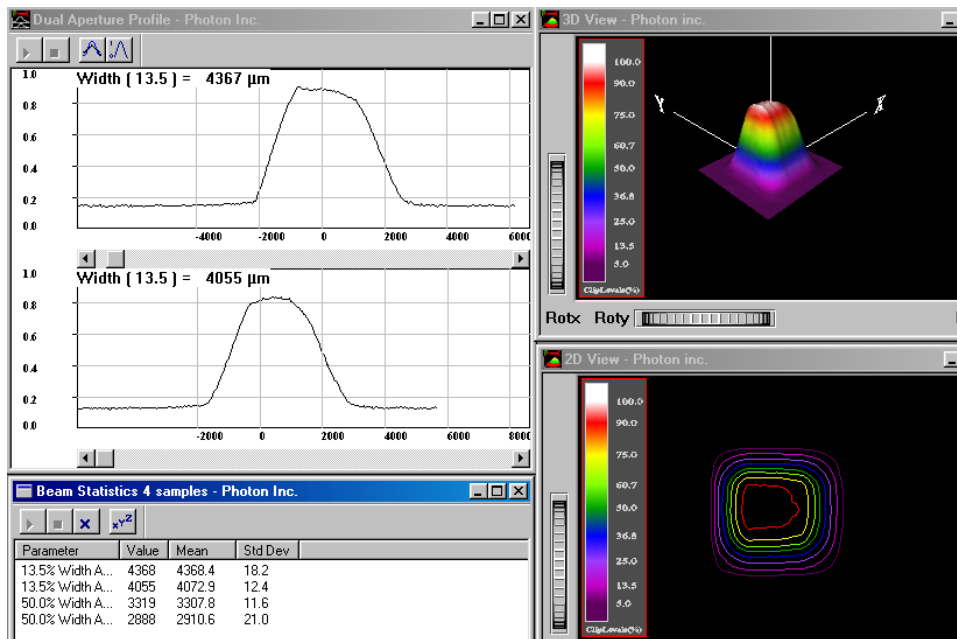 Dual Aperture Profile - Photon Inc.
Width ( 13.5 ) = 4367 µm
1.0
0.8
0.6
0.4
0.2
0.0
-4000 -2000 0 2000 4000 6000
Width ( 13.5 ) = 4055 µm
1.0
0.8
0.6
0.4
0.2
0.0
-2000 0 2000 4000 6000 8000
Beam Statistics 4 samples - Photon Inc.
xYZ
Parameter Value Mean Std Dev
13.5% Width A... 4368 4368.4 18.2
13.5% Width A... 4055 4072.9 12.4
50.0% Width A... 3319 3307.8 11.6
50.0% Width A... 2888 2910.6 21.0
3D View - Photon inc.
100.0
90.0
75.0
60.7
50.0
36.8
25.0
13.5
5.0
ClipLevels(%)
Y X
Rotx Roty
2D View - Photon inc.
100.0
90.0
75.0
60.7
50.0
36.8
25.0
13.5
5.0
ClipLevels(%)